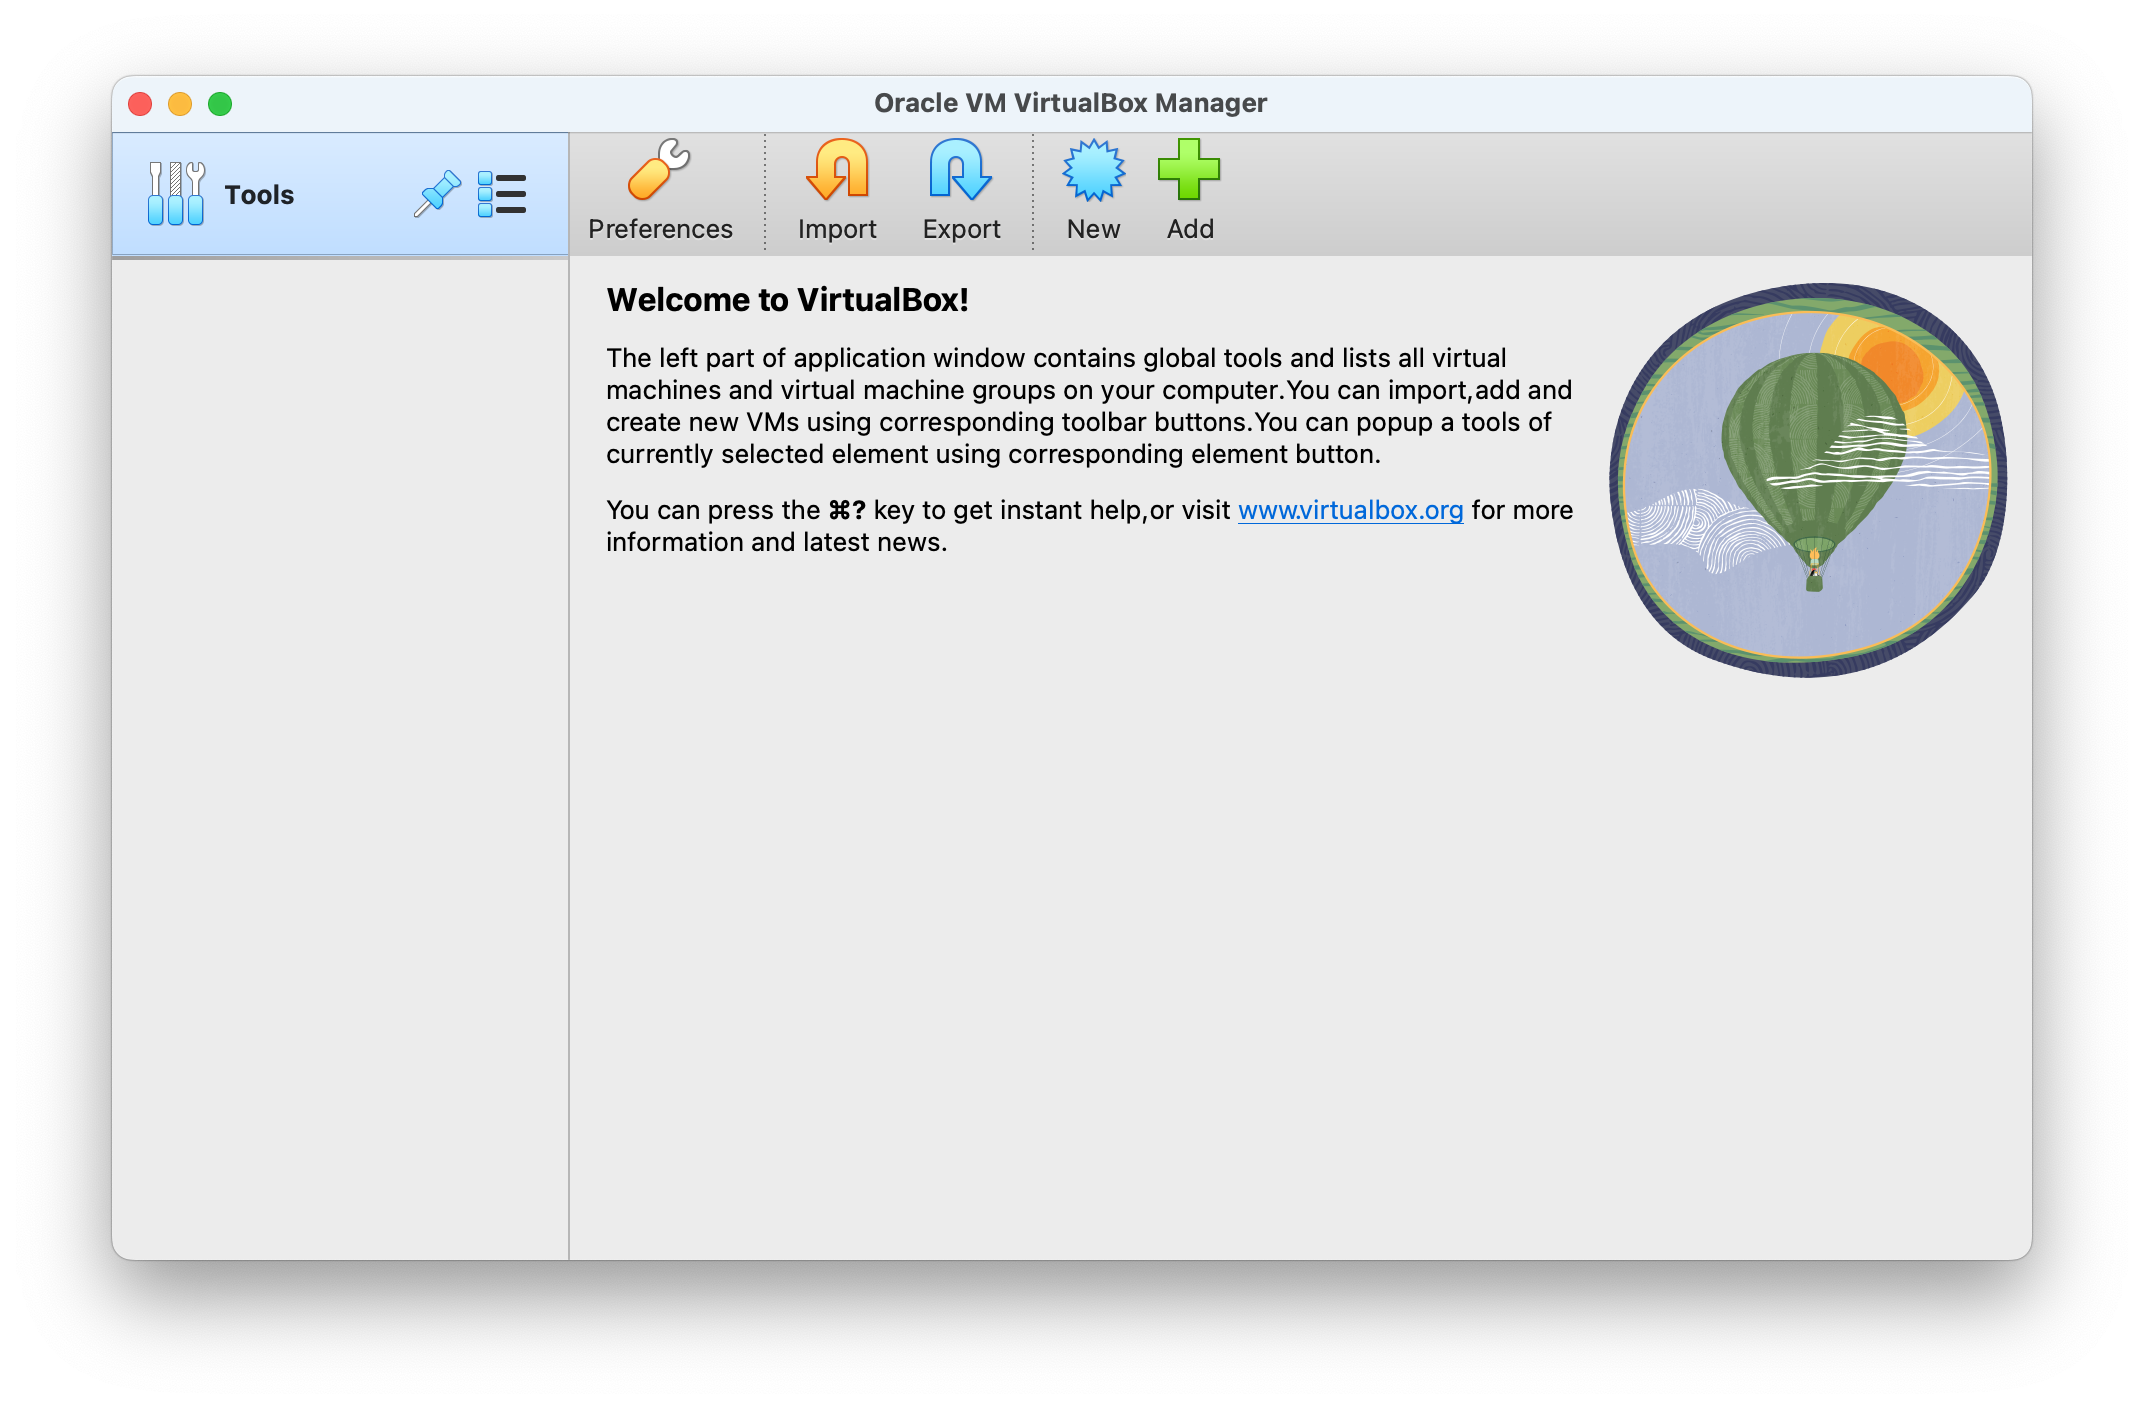 Oracle VM VirtualBox Manager
Tools
Preferences
Import
Export
New
Add
Welcome to VirtualBox!
The left part of application window contains global tools and lists all virtual
machines and virtual machine groups on your computer.You can import,add and
create new VMs using corresponding toolbar buttons.You can popup a tools of
currently selected element using corresponding element button.
You can press the ⌘? key to get instant help,or visit www.virtualbox.org for more
information and latest news.